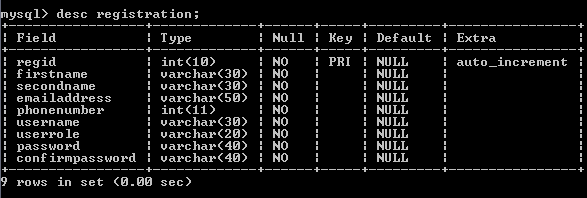 mysql> desc registration;
+-----------------+-------------+------+-----+---------+----------------+
| Field           | Type        | Null | Key | Default | Extra          |
+-----------------+-------------+------+-----+---------+----------------+
| regid           | int(10)     | NO   | PRI | NULL    | auto_increment |
| firstname       | varchar(30) | NO   |     | NULL    |                |
| secondname      | varchar(30) | NO   |     | NULL    |                |
| emailaddress    | varchar(50) | NO   |     | NULL    |                |
| phonenumber     | int(11)     | NO   |     | NULL    |                |
| username        | varchar(30) | NO   |     | NULL    |                |
| userrole        | varchar(20) | NO   |     | NULL    |                |
| password        | varchar(40) | NO   |     | NULL    |                |
| confirmpassword | varchar(40) | NO   |     | NULL    |                |
+-----------------+-------------+------+-----+---------+----------------+
9 rows in set (0.00 sec)